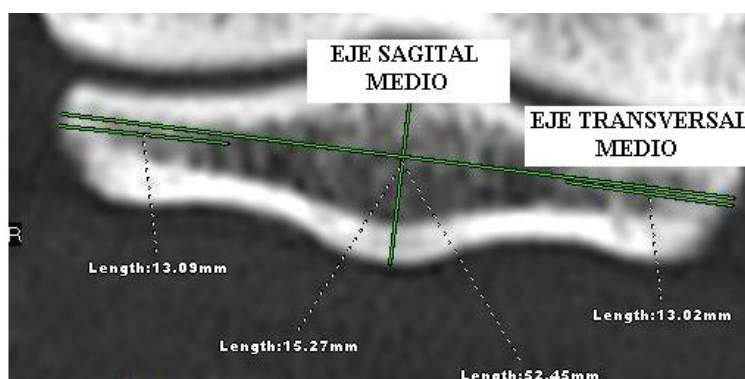 EJE SAGITAL
MEDIO
EJE TRANSVERSAL
MEDIO
R
Length:13.09mm
Length:15.27mm
Length:52.45mm
Length:13.02mm